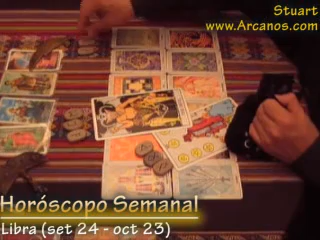 Stuart
www.Arcanos.com
Horóscopo Semanal
Libra (set 24 - oct 23)